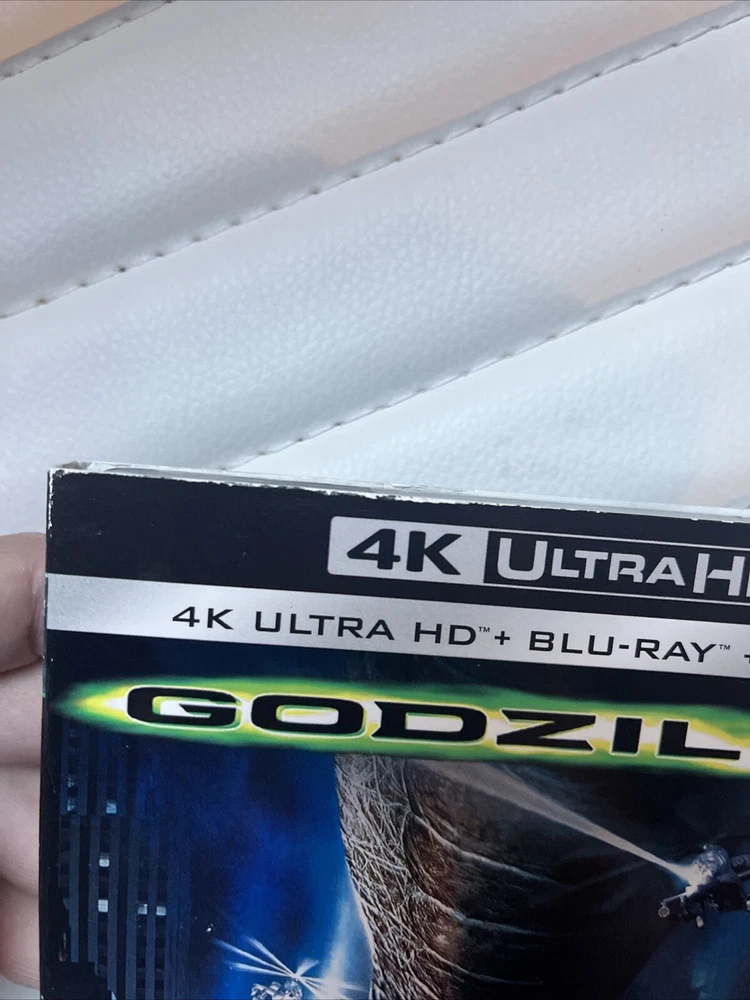 4K ULTRA H
4K ULTRA HD™ + BLU-RAY™ +
GODZIL